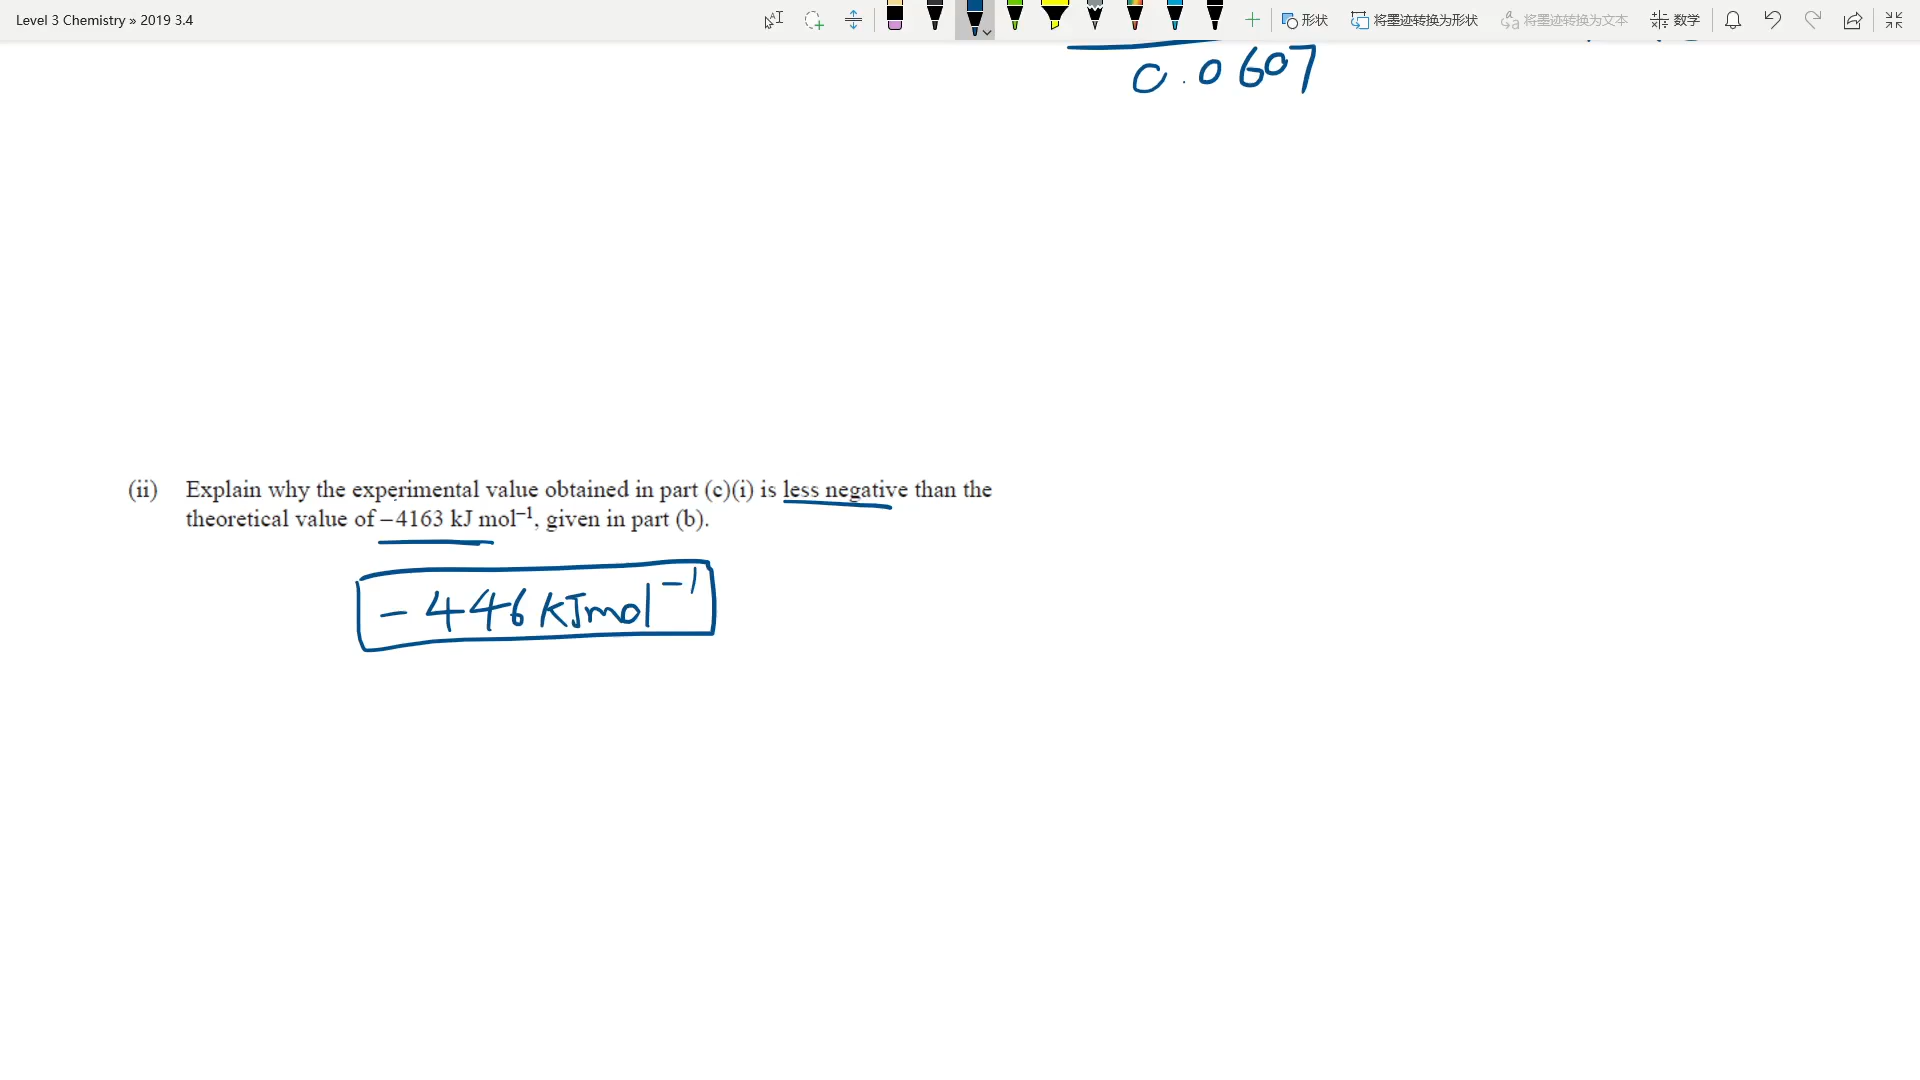 Level 3 Chemistry » 2019 3.4
形状
将墨迹转换为形状
将墨迹转换为文本
数学
0.0607
(ii) Explain why the experimental value obtained in part (c)(i) is less negative than the
theoretical value of –4163 kJ mol⁻¹, given in part (b).
-446 kJmol⁻¹